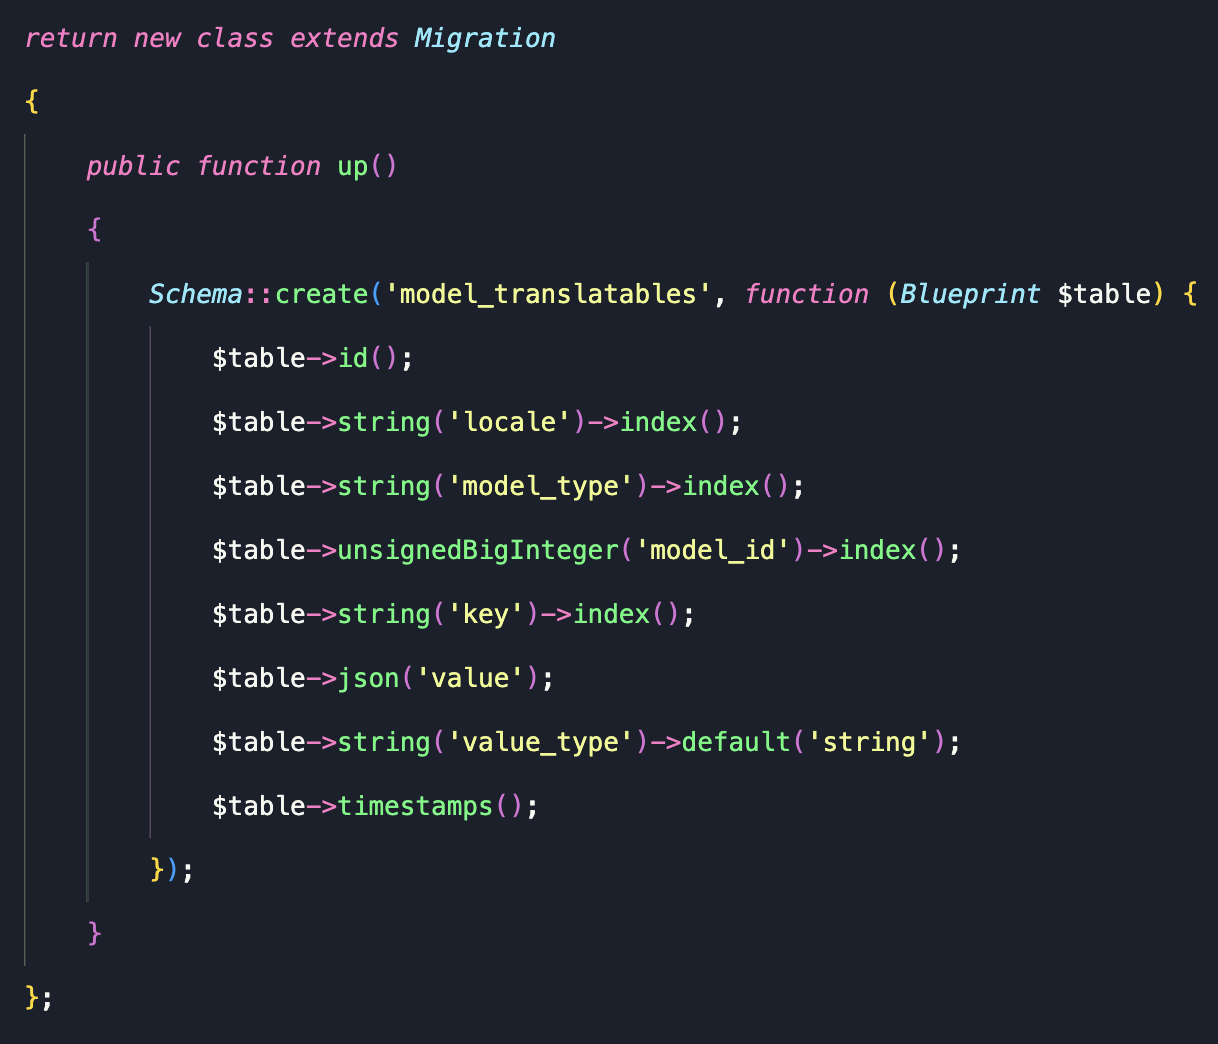 return new class extends Migration
{
public function up()
{
Schema::create('model_translatables', function (Blueprint $table) {
$table->id();
$table->string('locale')->index();
$table->string('model_type')->index();
$table->unsignedBigInteger('model_id')->index();
$table->string('key')->index();
$table->json('value');
$table->string('value_type')->default('string');
$table->timestamps();
});
}
};